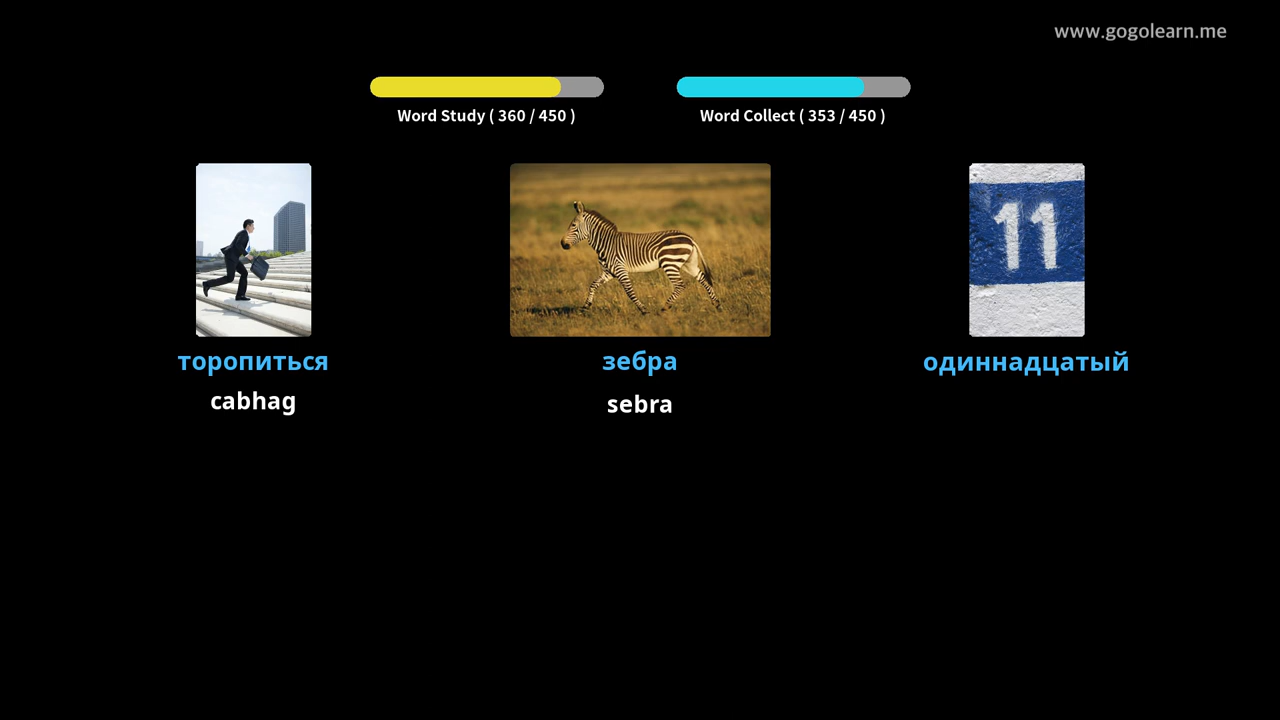 www.gogolearn.me
Word Study ( 360 / 450 )
Word Collect ( 353 / 450 )
11
торопиться
зебра
одиннадцатый
cabhag
sebra